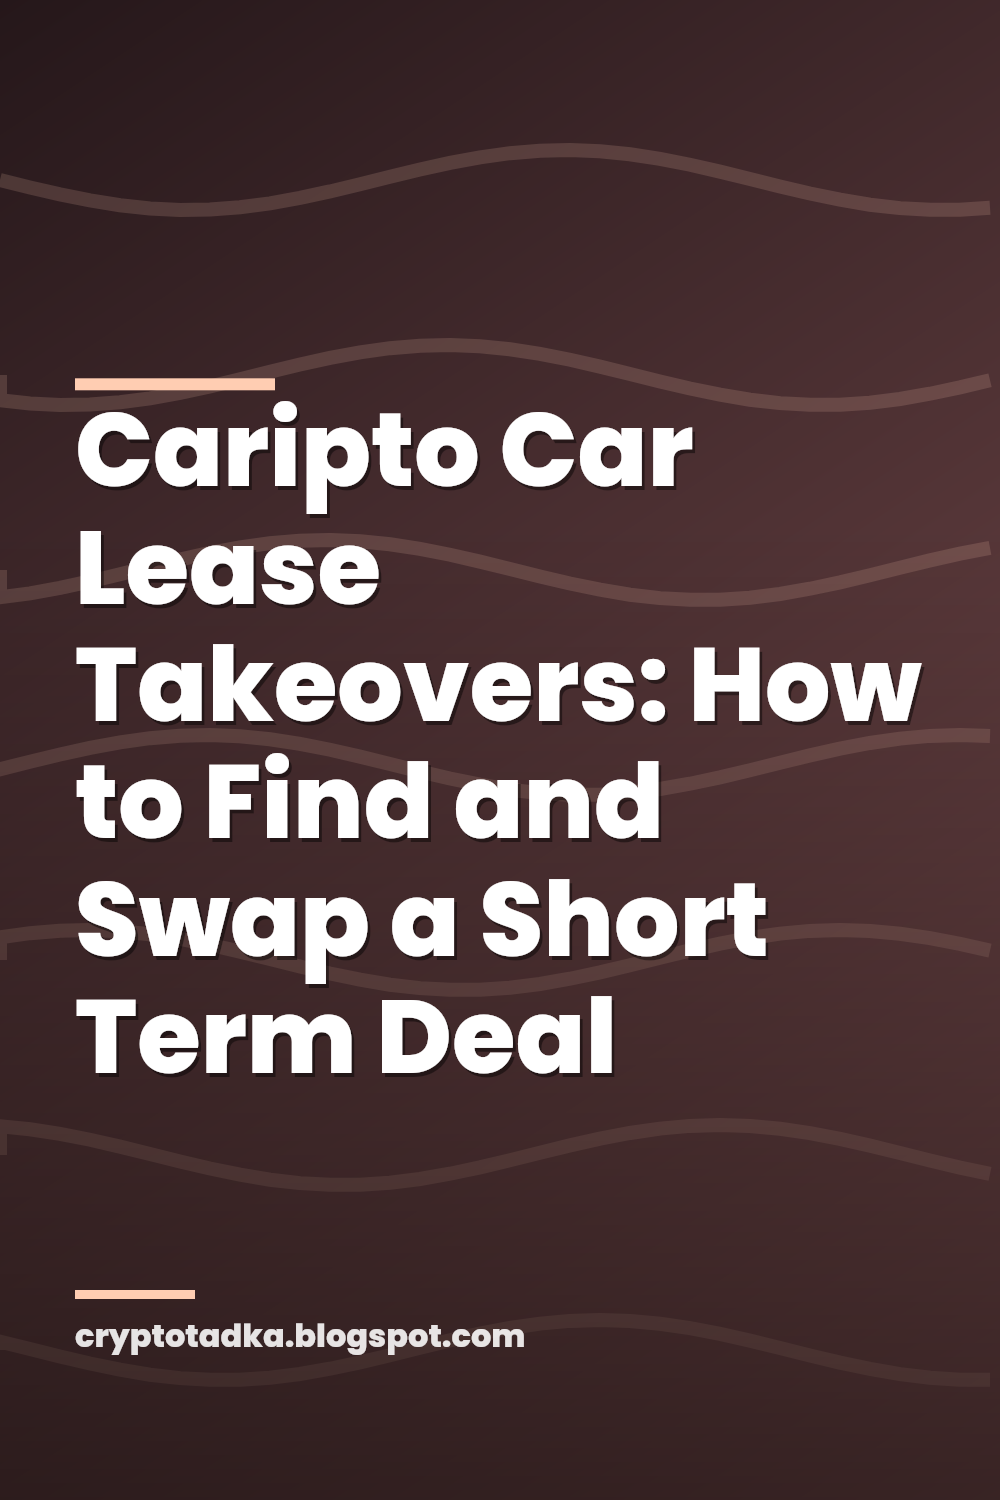 Caripto Car
Lease
Takeovers: How
to Find and
Swap a Short
Term Deal
cryptotadka.blogspot.com